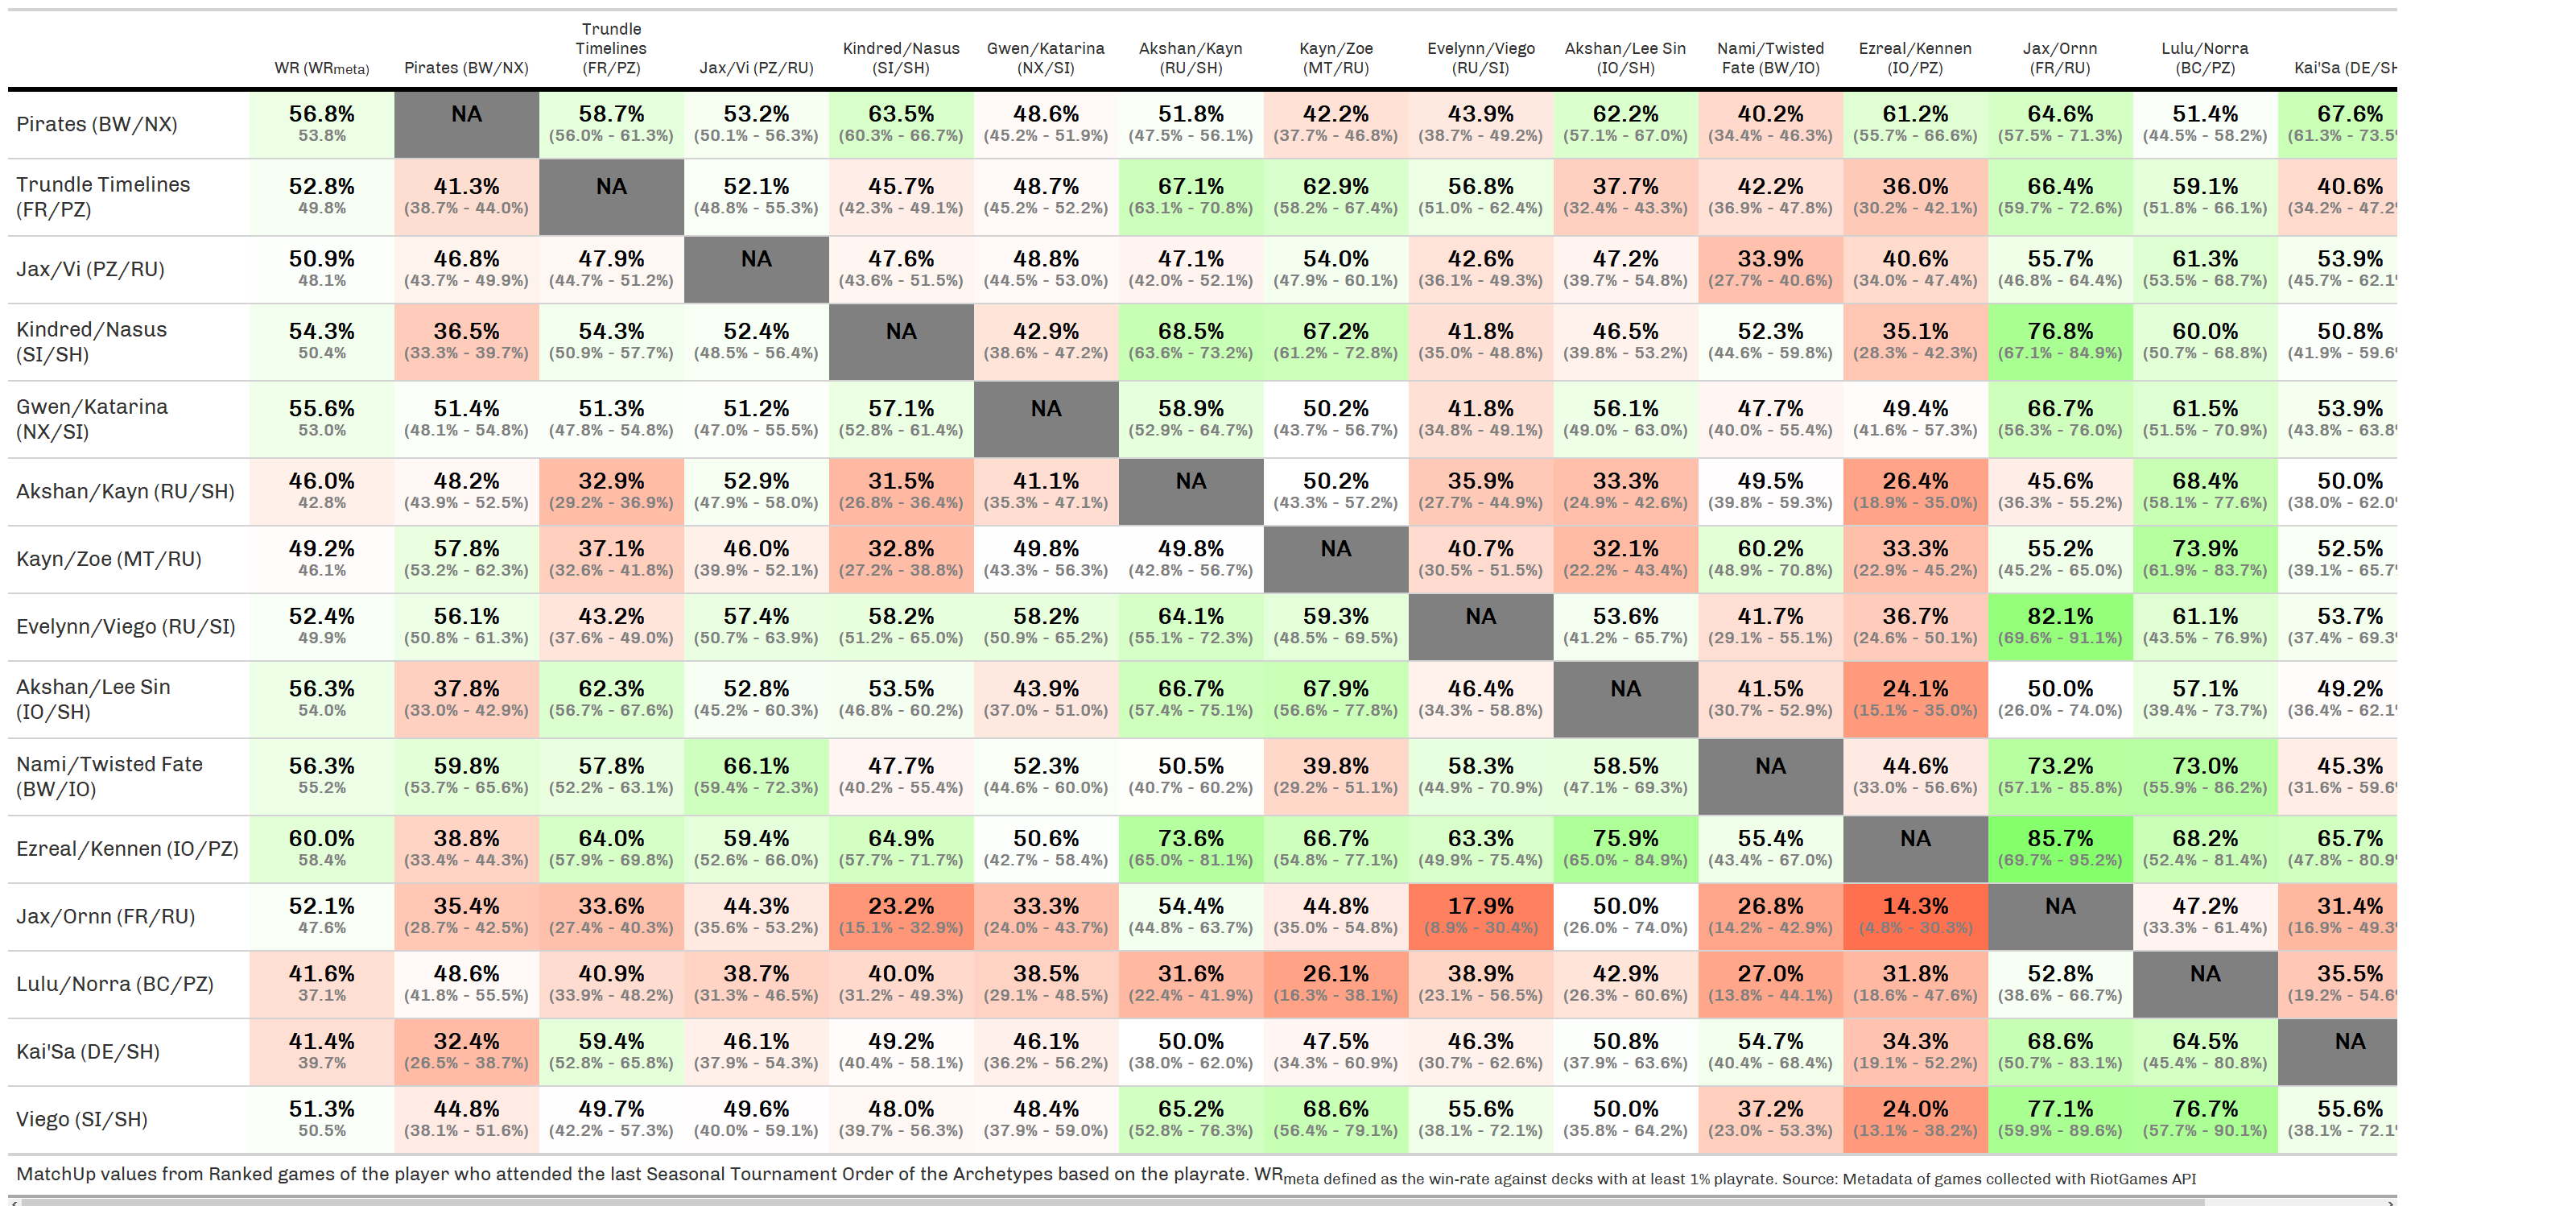 WR (WRmeta) Pirates (BW/NX) Trundle Timelines (FR/PZ) Jax/Vi (PZ/RU) Kindred/Nasus (SI/SH) Gwen/Katarina (NX/SI) Akshan/Kayn (RU/SH) Kayn/Zoe (MT/RU) Evelynn/Viego (RU/SI) Akshan/Lee Sin (IO/SH) Nami/Twisted Fate (BW/IO) Ezreal/Kennen (IO/PZ) Jax/Ornn (FR/RU) Lulu/Norra (BC/PZ) Kai'Sa (DE/SH
Pirates (BW/NX) 56.8% NA 58.7% 53.2% 63.5% 48.6% 51.8% 42.2% 43.9% 62.2% 40.2% 61.2% 64.6% 51.4% 67.6%
53.8% (56.0% - 61.3%) (50.1% - 56.3%) (60.3% - 66.7%) (45.2% - 51.9%) (47.5% - 56.1%) (37.7% - 46.8%) (38.7% - 49.2%) (57.1% - 67.0%) (34.4% - 46.3%) (55.7% - 66.6%) (57.5% - 71.3%) (44.5% - 58.2%) (61.3% - 73.5%
Trundle Timelines (FR/PZ) 52.8% 41.3% NA 52.1% 45.7% 48.7% 67.1% 62.9% 56.8% 37.7% 42.2% 36.0% 66.4% 59.1% 40.6%
49.8% (38.7% - 44.0%) (48.8% - 55.3%) (42.3% - 49.1%) (45.2% - 52.2%) (63.1% - 70.8%) (58.2% - 67.4%) (51.0% - 62.4%) (32.4% - 43.3%) (36.9% - 47.8%) (30.2% - 42.1%) (59.7% - 72.6%) (51.8% - 66.1%) (34.2% - 47.2%
Jax/Vi (PZ/RU) 50.9% 46.8% 47.9% NA 47.6% 48.8% 47.1% 54.0% 42.6% 47.2% 33.9% 40.6% 55.7% 61.3% 53.9%
48.1% (43.7% - 49.9%) (44.7% - 51.2%) (43.6% - 51.5%) (44.5% - 53.0%) (42.0% - 52.1%) (47.9% - 60.1%) (36.1% - 49.3%) (39.7% - 54.8%) (27.7% - 40.6%) (34.0% - 47.4%) (46.8% - 64.4%) (53.5% - 68.7%) (45.7% - 62.1%
Kindred/Nasus (SI/SH) 54.3% 36.5% 54.3% 52.4% NA 42.9% 68.5% 67.2% 41.8% 46.5% 52.3% 35.1% 76.8% 60.0% 50.8%
50.4% (33.3% - 39.7%) (50.9% - 57.7%) (48.5% - 56.4%) (38.6% - 47.2%) (63.6% - 73.2%) (61.2% - 72.8%) (35.0% - 48.8%) (39.8% - 53.2%) (44.6% - 59.8%) (28.3% - 42.3%) (67.1% - 84.9%) (50.7% - 68.8%) (41.9% - 59.6%
Gwen/Katarina (NX/SI) 55.6% 51.4% 51.3% 51.2% 57.1% NA 58.9% 50.2% 41.8% 56.1% 47.7% 49.4% 66.7% 61.5% 53.9%
53.0% (48.1% - 54.8%) (47.8% - 54.8%) (47.0% - 55.5%) (52.8% - 61.4%) (52.9% - 64.7%) (43.7% - 56.7%) (34.8% - 49.1%) (49.0% - 63.0%) (40.0% - 55.4%) (41.6% - 57.3%) (56.3% - 76.0%) (51.5% - 70.9%) (43.8% - 63.8%
Akshan/Kayn (RU/SH) 46.0% 48.2% 32.9% 52.9% 31.5% 41.1% NA 50.2% 35.9% 33.3% 49.5% 26.4% 45.6% 68.4% 50.0%
42.8% (43.9% - 52.5%) (29.2% - 36.9%) (47.9% - 58.0%) (26.8% - 36.4%) (35.3% - 47.1%) (43.3% - 57.2%) (27.7% - 44.9%) (24.9% - 42.6%) (39.8% - 59.3%) (18.9% - 35.0%) (36.3% - 55.2%) (58.1% - 77.6%) (38.0% - 62.0%
Kayn/Zoe (MT/RU) 49.2% 57.8% 37.1% 46.0% 32.8% 49.8% 49.8% NA 40.7% 32.1% 60.2% 33.3% 55.2% 73.9% 52.5%
46.1% (53.2% - 62.3%) (32.6% - 41.8%) (39.9% - 52.1%) (27.2% - 38.8%) (43.3% - 56.3%) (42.8% - 56.7%) (30.5% - 51.5%) (22.2% - 43.4%) (48.9% - 70.8%) (22.9% - 45.2%) (45.2% - 65.0%) (61.9% - 83.7%) (39.1% - 65.7%
Evelynn/Viego (RU/SI) 52.4% 56.1% 43.2% 57.4% 58.2% 58.2% 64.1% 59.3% NA 53.6% 41.7% 36.7% 82.1% 61.1% 53.7%
49.9% (50.8% - 61.3%) (37.6% - 49.0%) (50.7% - 63.9%) (51.2% - 65.0%) (50.9% - 65.2%) (55.1% - 72.3%) (48.5% - 69.5%) (41.2% - 65.7%) (29.1% - 55.1%) (24.6% - 50.1%) (69.6% - 91.1%) (43.5% - 76.9%) (37.4% - 69.3%
Akshan/Lee Sin (IO/SH) 56.3% 37.8% 62.3% 52.8% 53.5% 43.9% 66.7% 67.9% 46.4% NA 41.5% 24.1% 50.0% 57.1% 49.2%
54.0% (33.0% - 42.9%) (56.7% - 67.6%) (45.2% - 60.3%) (46.8% - 60.2%) (37.0% - 51.0%) (57.4% - 75.1%) (56.6% - 77.8%) (34.3% - 58.8%) (30.7% - 52.9%) (15.1% - 35.0%) (26.0% - 74.0%) (39.4% - 73.7%) (36.4% - 62.1%
Nami/Twisted Fate (BW/IO) 56.3% 59.8% 57.8% 66.1% 47.7% 52.3% 50.5% 39.8% 58.3% 58.5% NA 44.6% 73.2% 73.0% 45.3%
55.2% (53.7% - 65.6%) (52.2% - 63.1%) (59.4% - 72.3%) (40.2% - 55.4%) (44.6% - 60.0%) (40.7% - 60.2%) (29.2% - 51.1%) (44.9% - 70.9%) (47.1% - 69.3%) (33.0% - 56.6%) (57.1% - 85.8%) (55.9% - 86.2%) (31.6% - 59.6%
Ezreal/Kennen (IO/PZ) 60.0% 38.8% 64.0% 59.4% 64.9% 50.6% 73.6% 66.7% 63.3% 75.9% 55.4% NA 85.7% 68.2% 65.7%
58.4% (33.4% - 44.3%) (57.9% - 69.8%) (52.6% - 66.0%) (57.7% - 71.7%) (42.7% - 58.4%) (65.0% - 81.1%) (54.8% - 77.1%) (49.9% - 75.4%) (65.0% - 84.9%) (43.4% - 67.0%) (69.7% - 95.2%) (52.4% - 81.4%) (47.8% - 80.9%
Jax/Ornn (FR/RU) 52.1% 35.4% 33.6% 44.3% 23.2% 33.3% 54.4% 44.8% 17.9% 50.0% 26.8% 14.3% NA 47.2% 31.4%
47.6% (28.7% - 42.5%) (27.4% - 40.3%) (35.6% - 53.2%) (15.1% - 32.9%) (24.0% - 43.7%) (44.8% - 63.7%) (35.0% - 54.8%) (8.9% - 30.4%) (26.0% - 74.0%) (14.2% - 42.9%) (4.8% - 30.3%) (33.3% - 61.4%) (16.9% - 49.3%
Lulu/Norra (BC/PZ) 41.6% 48.6% 40.9% 38.7% 40.0% 38.5% 31.6% 26.1% 38.9% 42.9% 27.0% 31.8% 52.8% NA 35.5%
37.1% (41.8% - 55.5%) (33.9% - 48.2%) (31.3% - 46.5%) (31.2% - 49.3%) (29.1% - 48.5%) (22.4% - 41.9%) (16.3% - 38.1%) (23.1% - 56.5%) (26.3% - 60.6%) (13.8% - 44.1%) (18.6% - 47.6%) (38.6% - 66.7%) (19.2% - 54.6%
Kai'Sa (DE/SH) 41.4% 32.4% 59.4% 46.1% 49.2% 46.1% 50.0% 47.5% 46.3% 50.8% 54.7% 34.3% 68.6% 64.5% NA
39.7% (26.5% - 38.7%) (52.8% - 65.8%) (37.9% - 54.3%) (40.4% - 58.1%) (36.2% - 56.2%) (38.0% - 62.0%) (34.3% - 60.9%) (30.7% - 62.6%) (37.9% - 63.6%) (40.4% - 68.4%) (19.1% - 52.2%) (50.7% - 83.1%) (45.4% - 80.8%)
Viego (SI/SH) 51.3% 44.8% 49.7% 49.6% 48.0% 48.4% 65.2% 68.6% 55.6% 50.0% 37.2% 24.0% 77.1% 76.7% 55.6%
50.5% (38.1% - 51.6%) (42.2% - 57.3%) (40.0% - 59.1%) (39.7% - 56.3%) (37.9% - 59.0%) (52.8% - 76.3%) (56.4% - 79.1%) (38.1% - 72.1%) (35.8% - 64.2%) (23.0% - 53.3%) (13.1% - 38.2%) (59.9% - 89.6%) (57.7% - 90.1%) (38.1% - 72.1%
MatchUp values from Ranked games of the player who attended the last Seasonal Tournament Order of the Archetypes based on the playrate. WRmeta defined as the win-rate against decks with at least 1% playrate. Source: Metadata of games collected with RiotGames API